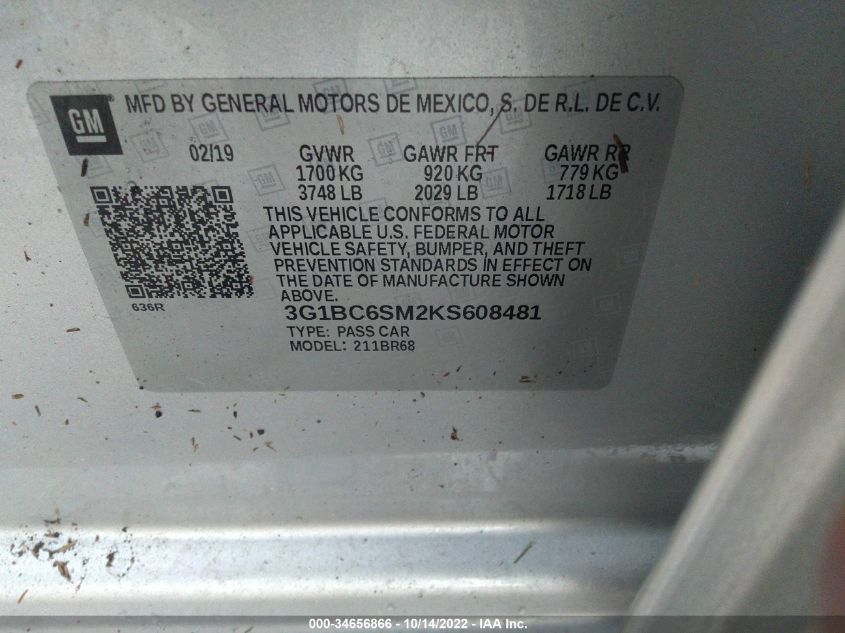 GM ® MFD BY GENERAL MOTORS DE MEXICO, S. DE R.L. DE C.V.
02/19 GVWR GAWR FRT GAWR RR
1700 KG 920 KG 779 KG
3748 LB 2029 LB 1718 LB
THIS VEHICLE CONFORMS TO ALL
APPLICABLE U.S. FEDERAL MOTOR
VEHICLE SAFETY, BUMPER, AND THEFT
PREVENTION STANDARDS IN EFFECT ON
THE DATE OF MANUFACTURE SHOWN
ABOVE.
636R
3G1BC6SM2KS608481
TYPE: PASS CAR
MODEL: 211BR68
000-34656866 - 10/14/2022 - IAA Inc.